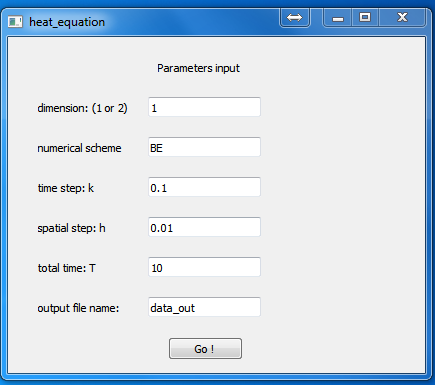 heat_equation
Parameters input
dimension: (1 or 2) 1
numerical scheme BE
time step: k 0.1
spatial step: h 0.01
total time: T 10
output file name: data_out
Go !